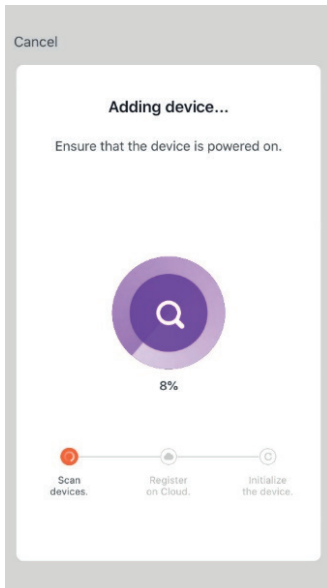 Cancel
Adding device...
Ensure that the device is powered on.
8%
Scan
devices.
Register
on Cloud.
Initialize
the device.